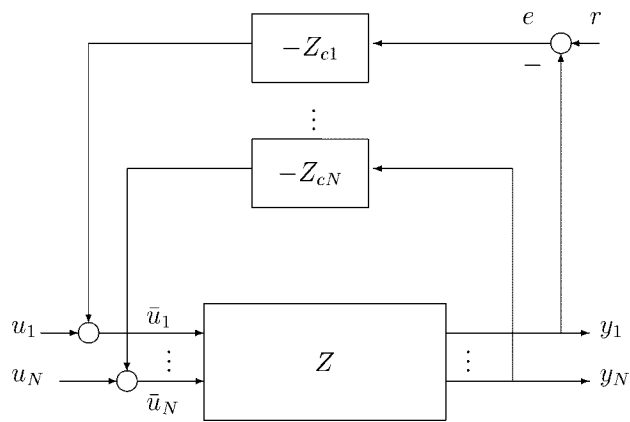 −Z_{c1}
e
r
−
⋮
−Z_{cN}
u_1
ū_1
y_1
⋮
Z
⋮
u_N
ū_N
y_N